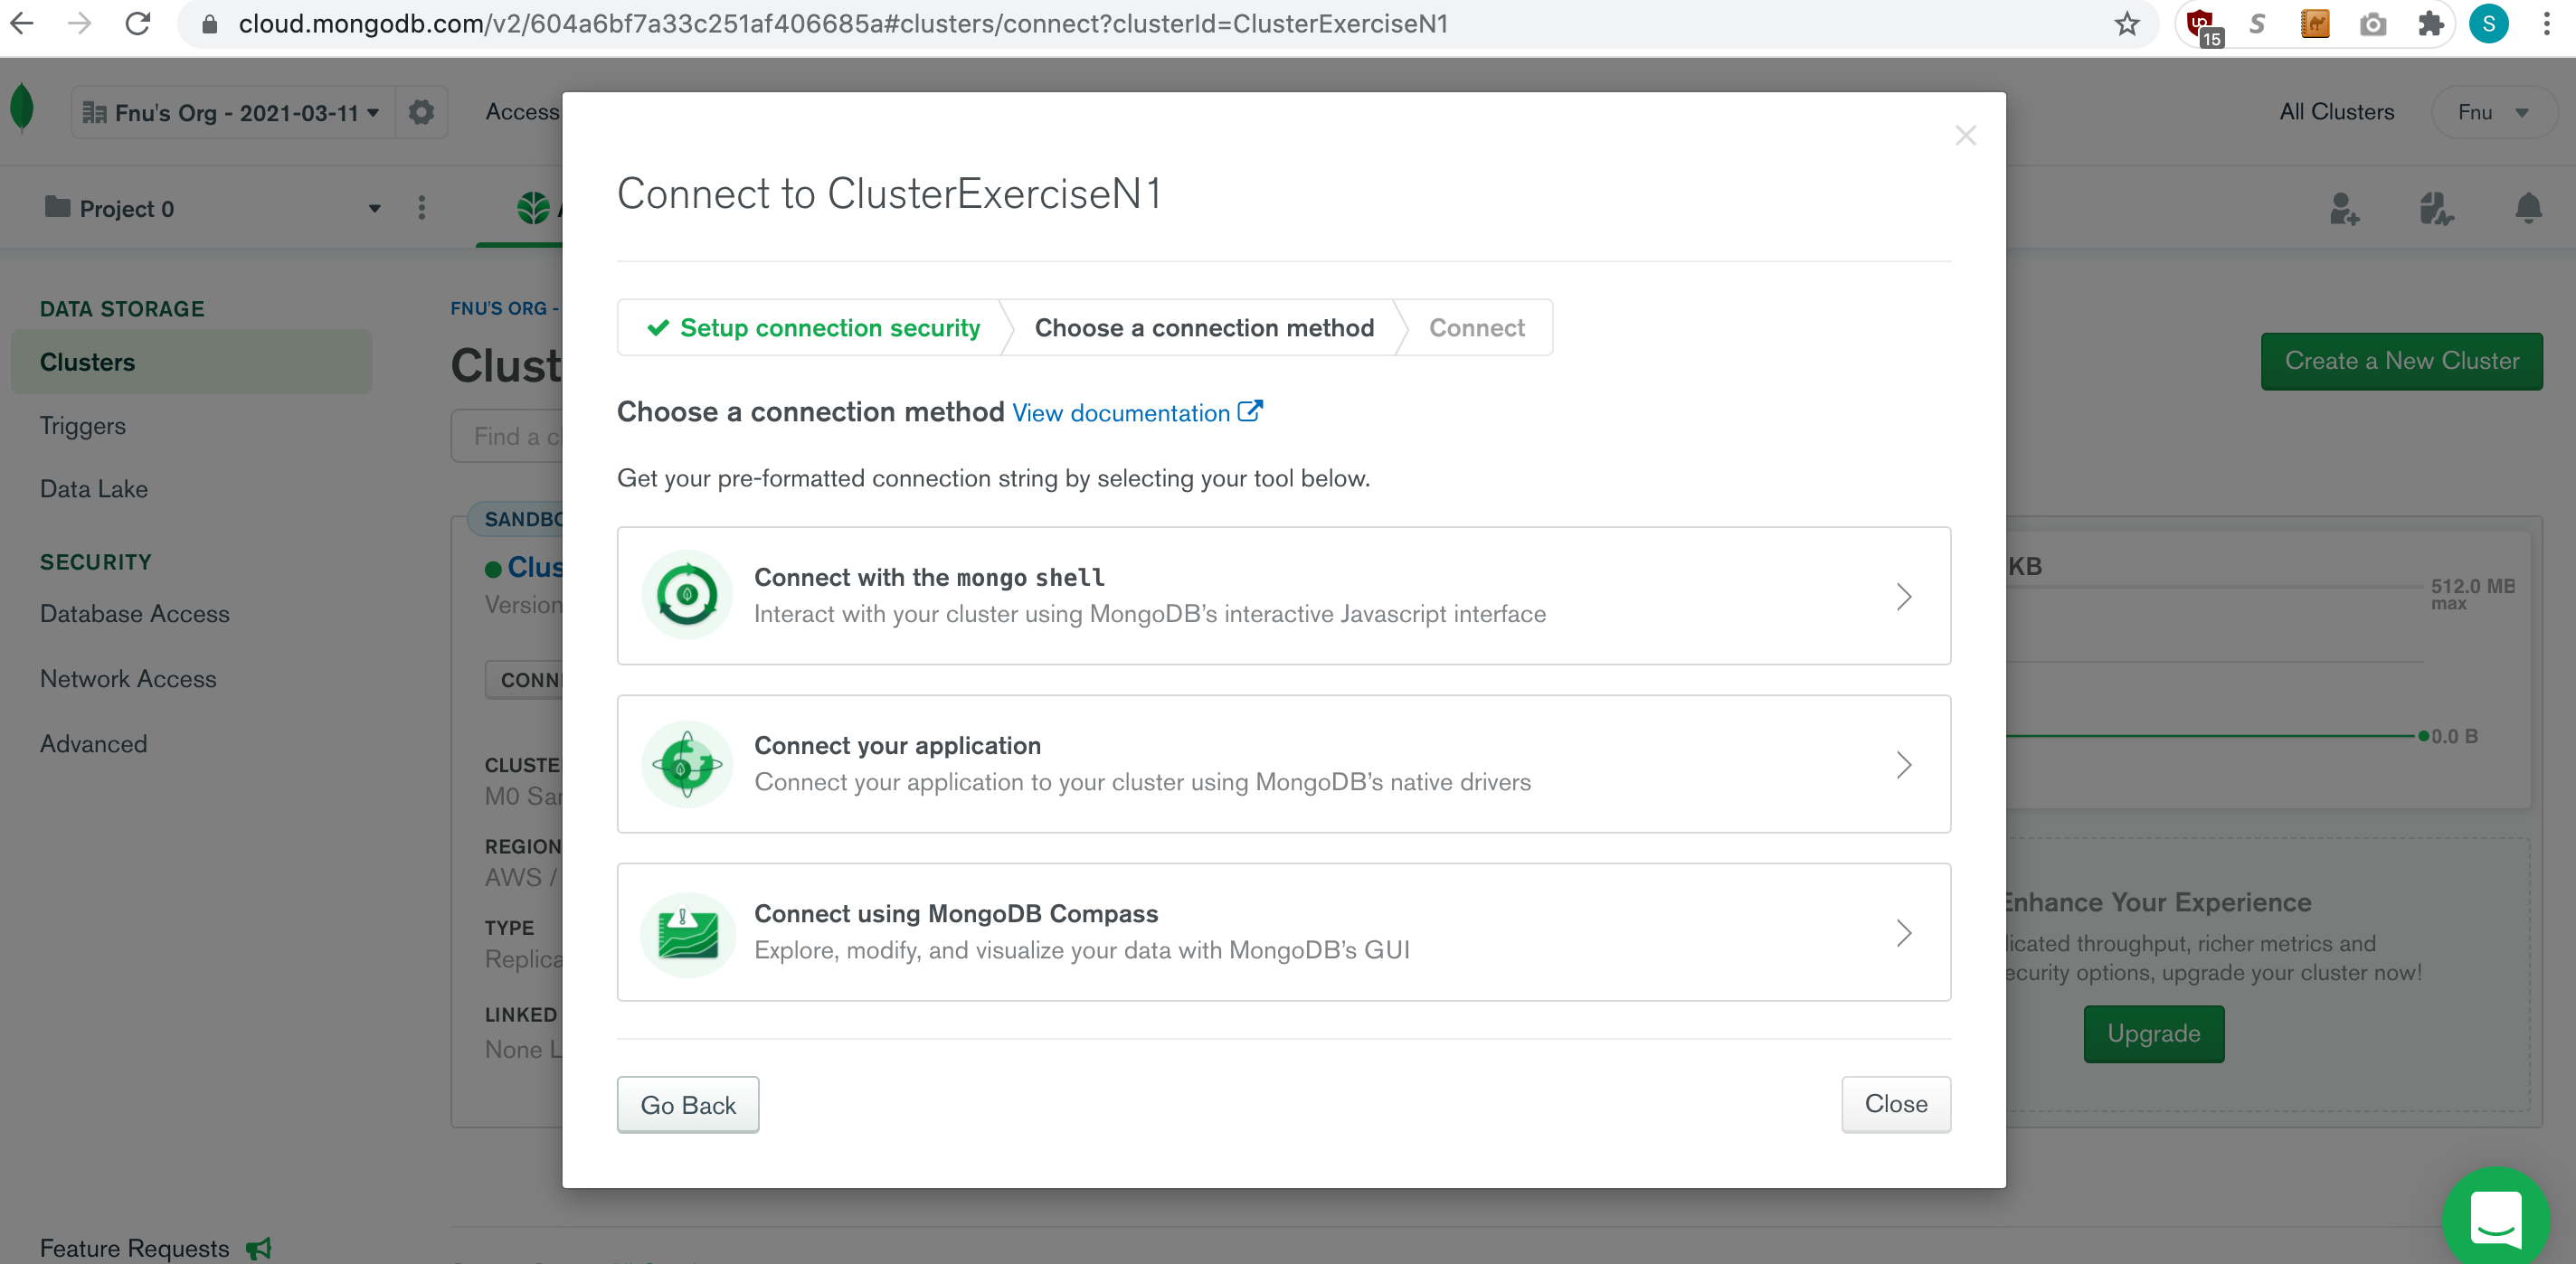 cloud.mongodb.com/v2/604a6bf7a33c251af406685a#clusters/connect?clusterId=ClusterExerciseN1
15
S
S
Fnu's Org - 2021-03-11
Access
All Clusters
Fnu
Project 0
DATA STORAGE
Clusters
Triggers
Data Lake
SECURITY
Database Access
Network Access
Advanced
Feature Requests
FNU'S ORG -
Clust
Find a cl
SANDBO
Clus
Version
CONN
CLUSTE
M0 San
REGION
AWS /
TYPE
Replica
LINKED
None L
Create a New Cluster
KB
512.0 MB
max
0.0 B
Enhance Your Experience
licated throughput, richer metrics and
ecurity options, upgrade your cluster now!
Upgrade
Connect to ClusterExerciseN1
Setup connection security
Choose a connection method
Connect
Choose a connection method View documentation
Get your pre-formatted connection string by selecting your tool below.
Connect with the mongo shell
Interact with your cluster using MongoDB's interactive Javascript interface
Connect your application
Connect your application to your cluster using MongoDB's native drivers
Connect using MongoDB Compass
Explore, modify, and visualize your data with MongoDB's GUI
Go Back
Close